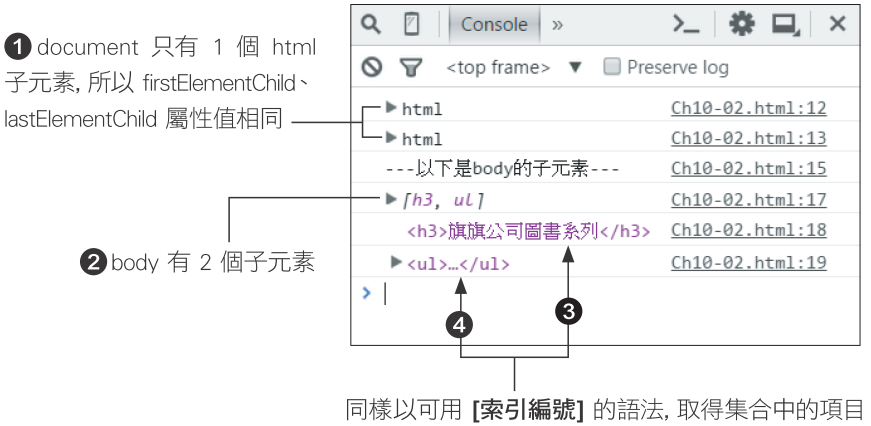 ❶ document 只有 1 個 html
子元素, 所以 firstElementChild、
lastElementChild 屬性值相同
❷ body 有 2 個子元素
Console »
<top frame> ▼ Preserve log
▶ html Ch10-02.html:12
▶ html Ch10-02.html:13
---以下是body的子元素--- Ch10-02.html:15
▶ [h3, ul] Ch10-02.html:17
<h3>旗旗公司圖書系列</h3> Ch10-02.html:18
▶ <ul>…</ul> Ch10-02.html:19
>
❹ ❸
同樣以可用 [索引編號] 的語法, 取得集合中的項目